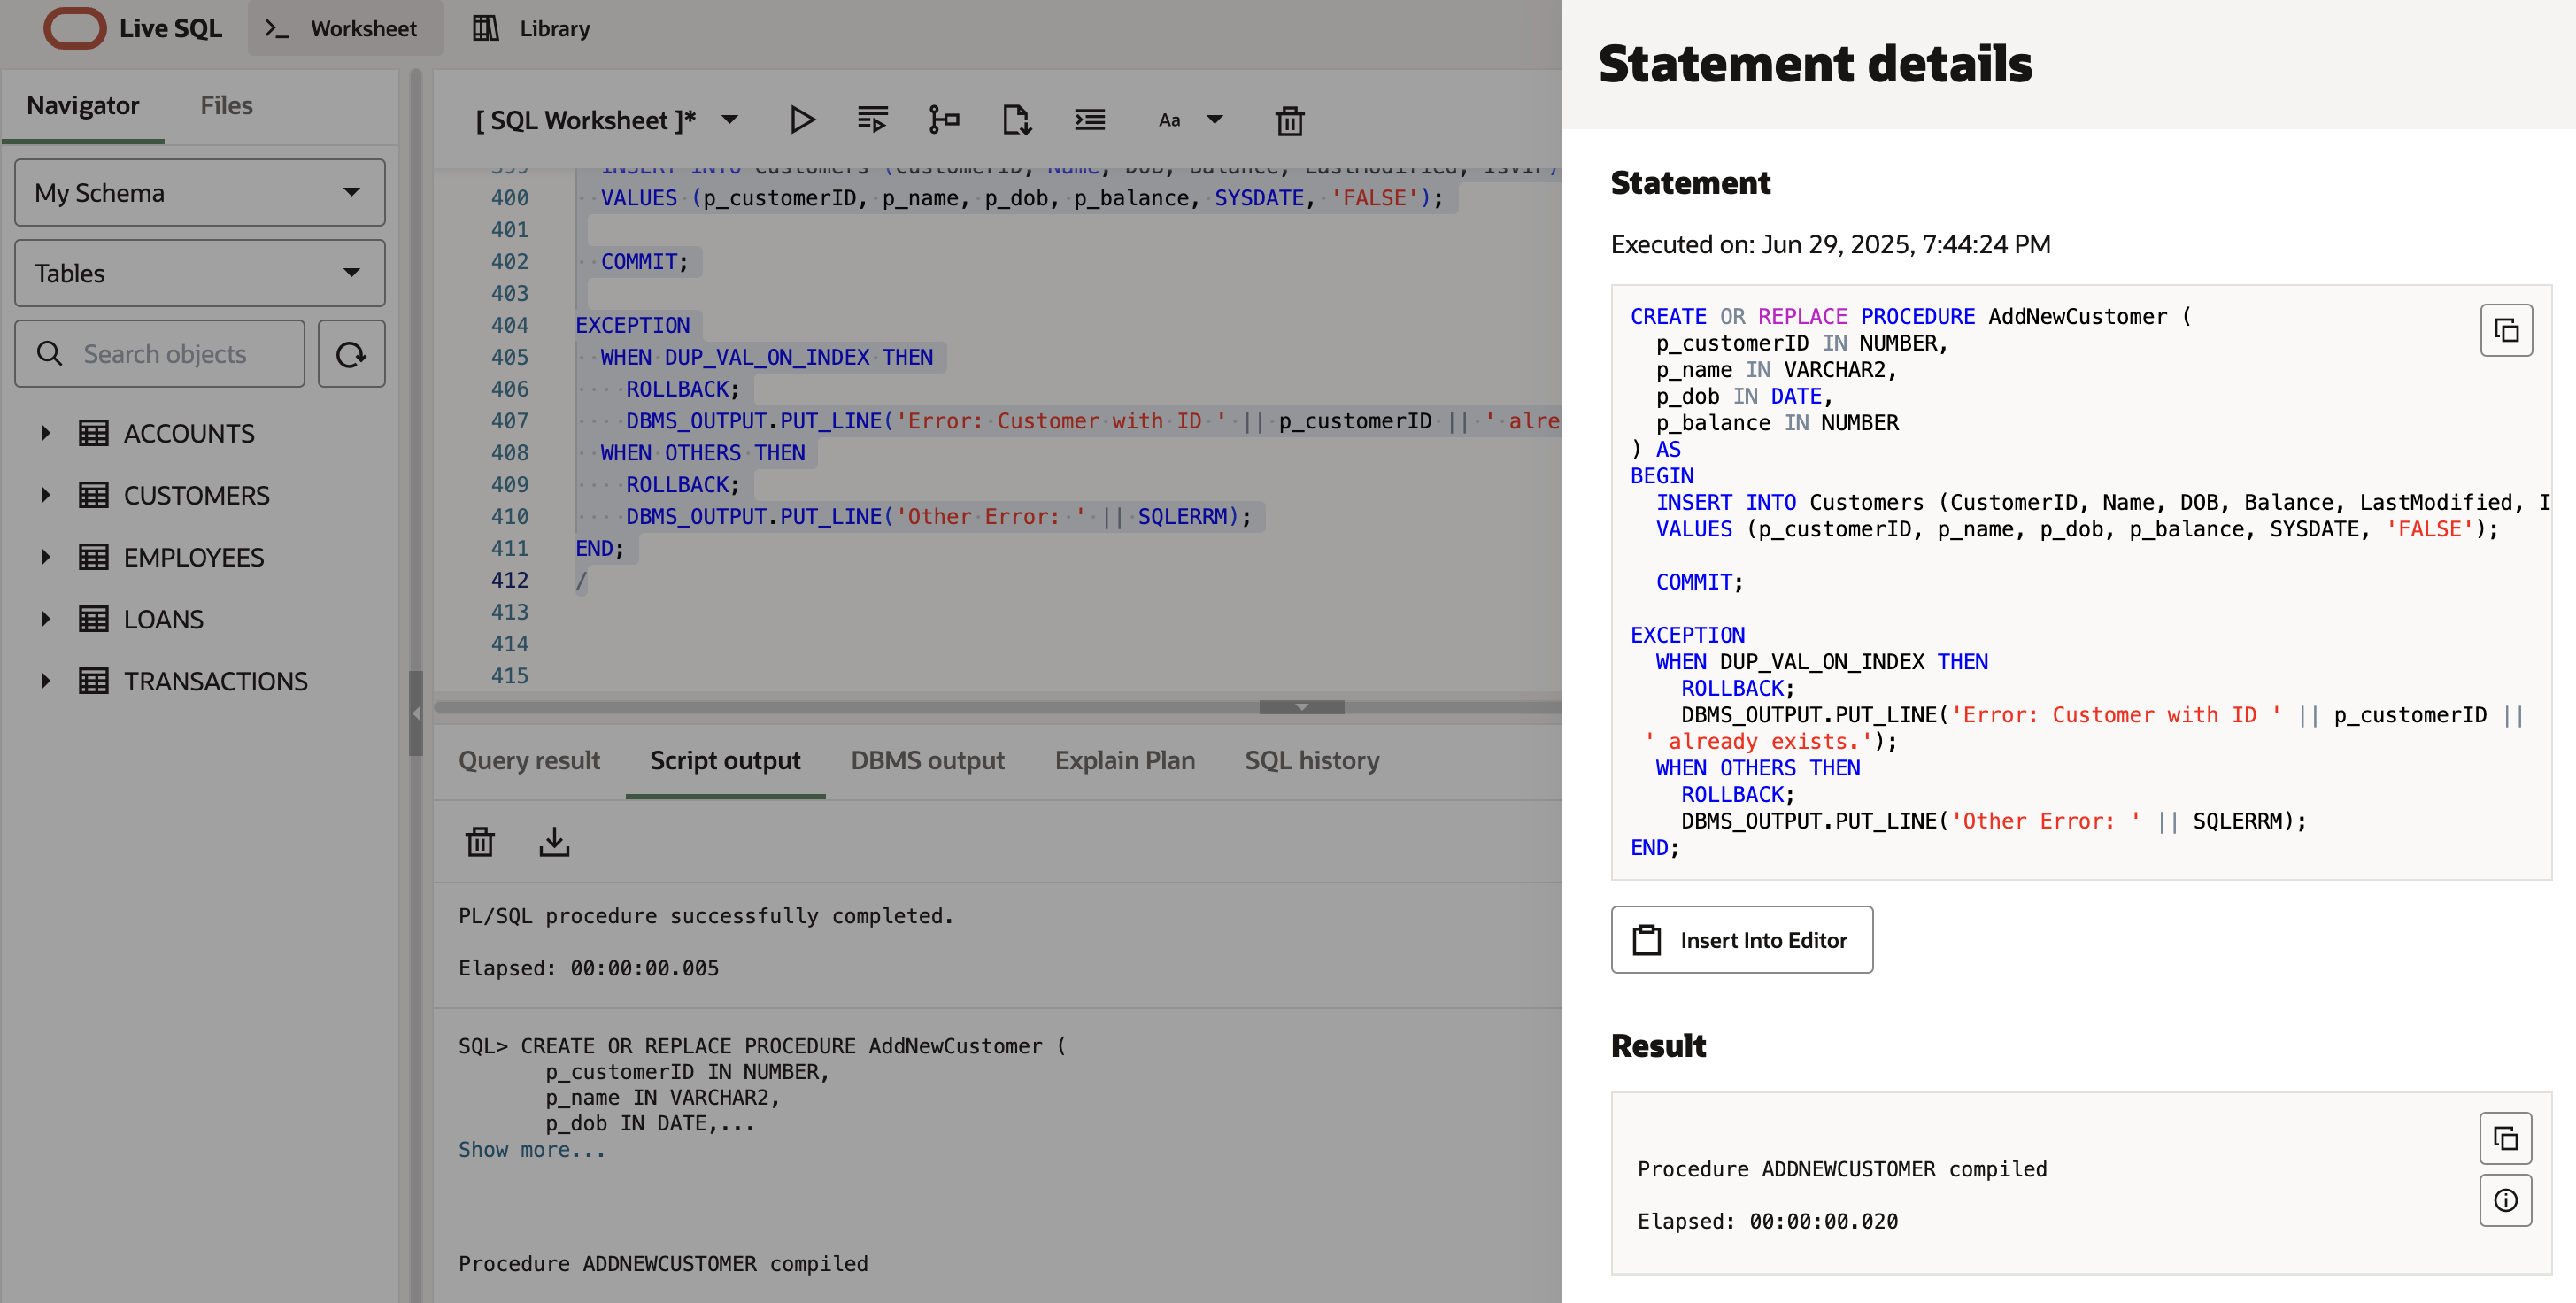 Live SQL
Worksheet
Library
Navigator
Files
My Schema
Tables
Search objects
ACCOUNTS
CUSTOMERS
EMPLOYEES
LOANS
TRANSACTIONS
[ SQL Worksheet ]*
Aa
399 INSERT INTO Customers (CustomerID, Name, DOB, Balance, LastModified, IsVIP)
400 VALUES (p_customerID, p_name, p_dob, p_balance, SYSDATE, 'FALSE');
401
402 COMMIT;
403
404 EXCEPTION
405 WHEN DUP_VAL_ON_INDEX THEN
406 ROLLBACK;
407 DBMS_OUTPUT.PUT_LINE('Error: Customer with ID ' || p_customerID || ' alre
408 WHEN OTHERS THEN
409 ROLLBACK;
410 DBMS_OUTPUT.PUT_LINE('Other Error: ' || SQLERRM);
411 END;
412 /
413
414
415
Query result
Script output
DBMS output
Explain Plan
SQL history
PL/SQL procedure successfully completed.
Elapsed: 00:00:00.005
SQL> CREATE OR REPLACE PROCEDURE AddNewCustomer (
p_customerID IN NUMBER,
p_name IN VARCHAR2,
p_dob IN DATE,...
Show more...
Procedure ADDNEWCUSTOMER compiled
Statement details
Statement
Executed on: Jun 29, 2025, 7:44:24 PM
CREATE OR REPLACE PROCEDURE AddNewCustomer (
p_customerID IN NUMBER,
p_name IN VARCHAR2,
p_dob IN DATE,
p_balance IN NUMBER
) AS
BEGIN
INSERT INTO Customers (CustomerID, Name, DOB, Balance, LastModified, I
VALUES (p_customerID, p_name, p_dob, p_balance, SYSDATE, 'FALSE');
COMMIT;
EXCEPTION
WHEN DUP_VAL_ON_INDEX THEN
ROLLBACK;
DBMS_OUTPUT.PUT_LINE('Error: Customer with ID ' || p_customerID ||
' already exists.');
WHEN OTHERS THEN
ROLLBACK;
DBMS_OUTPUT.PUT_LINE('Other Error: ' || SQLERRM);
END;
Insert Into Editor
Result
Procedure ADDNEWCUSTOMER compiled
Elapsed: 00:00:00.020